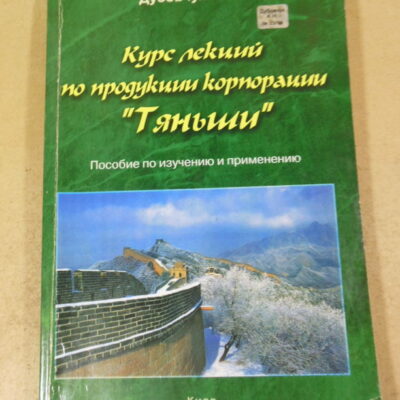 Курс лекций
по продукции корпорации
"Тяньши"
Пособие по изучению и применению